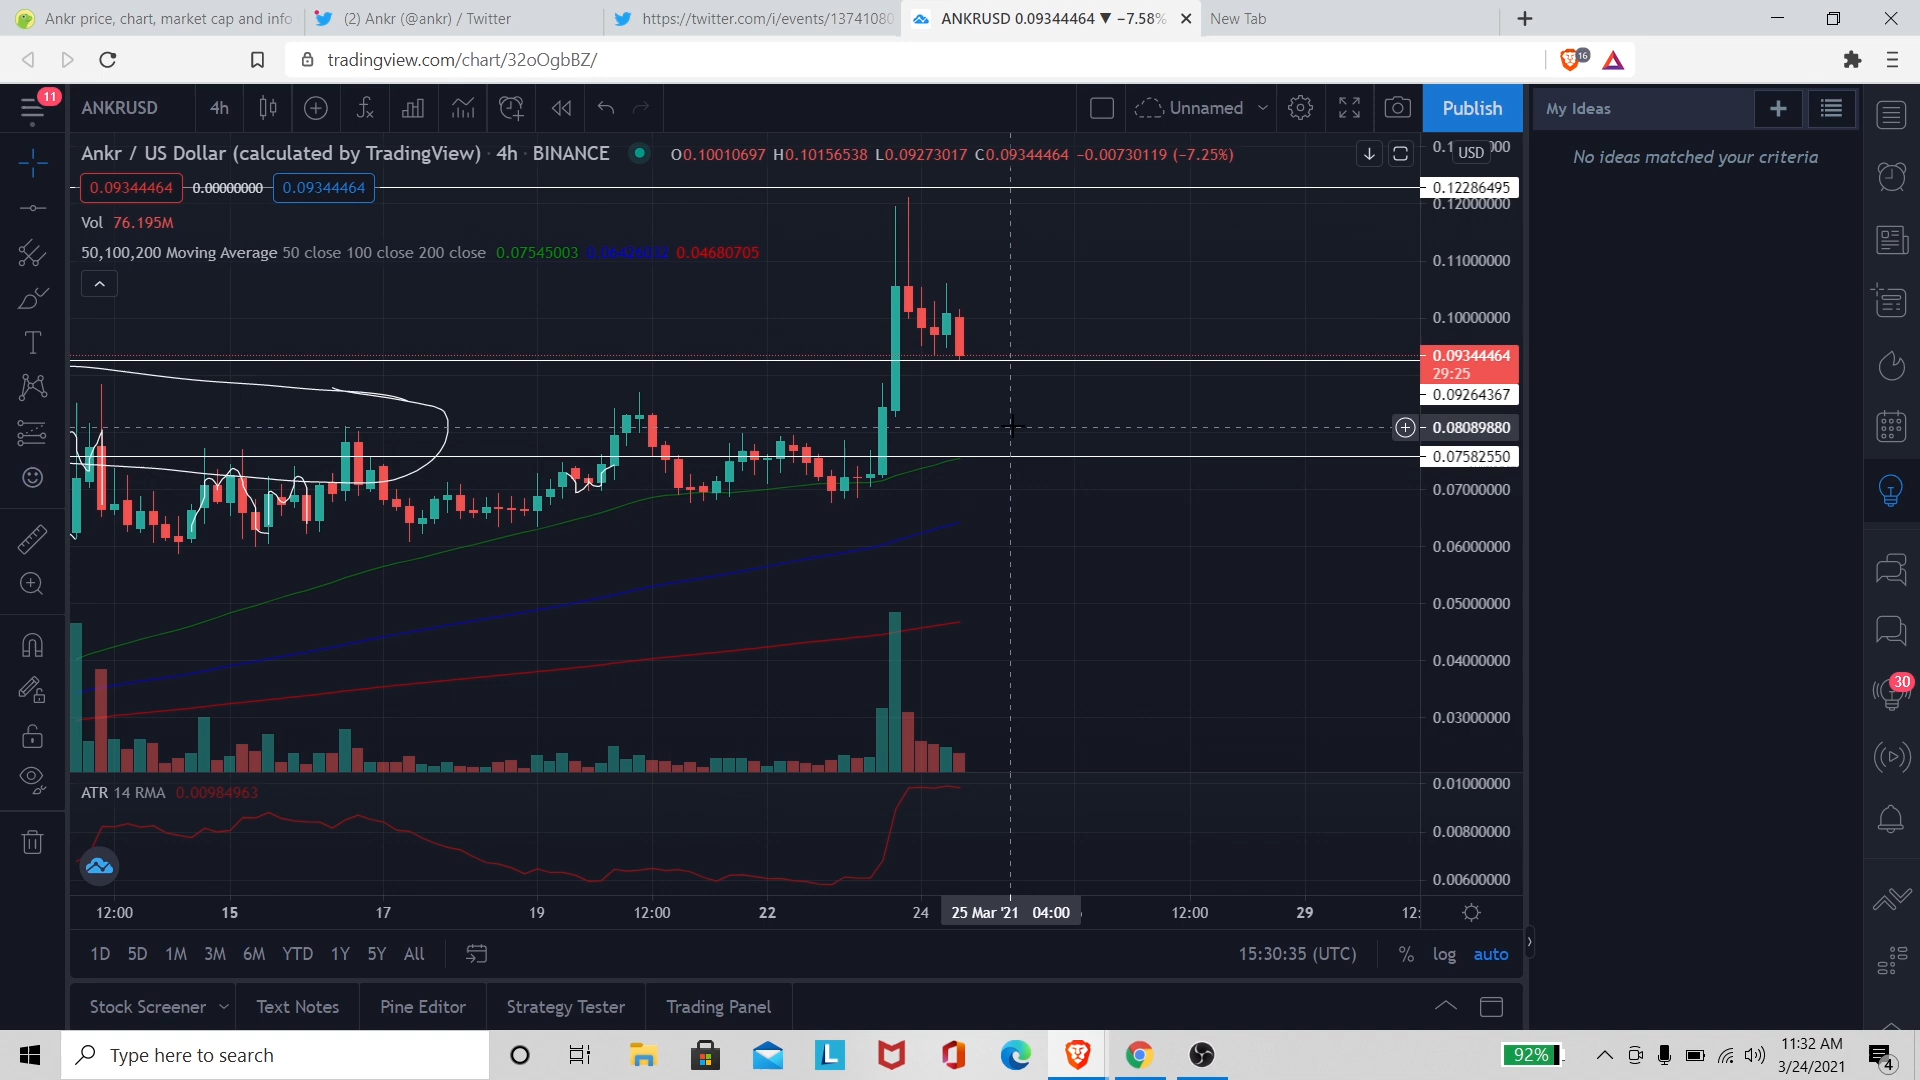 Ankr price, chart, market cap and info
(2) Ankr (@ankr) / Twitter
https://twitter.com/i/events/13741080
ANKRUSD 0.09344464 ▼ −7.58%
New Tab
tradingview.com/chart/32oOgbBZ/
16
11
ANKRUSD
4h
Unnamed
Publish
My Ideas
Ankr / US Dollar (calculated by TradingView) · 4h · BINANCE
O0.10010697 H0.10156538 L0.09273017 C0.09344464 −0.00730119 (−7.25%)
USD
No ideas matched your criteria
0.09344464
0.00000000
0.09344464
0.12286495
0.12000000
Vol 76.195M
50,100,200 Moving Average 50 close 100 close 200 close 0.07545003 0.04680705
0.11000000
0.10000000
0.09344464
29:25
0.09264367
0.08089880
0.07582550
0.07000000
0.06000000
0.05000000
0.04000000
30
0.03000000
ATR 14 RMA 0.00984963
0.01000000
0.00800000
0.00600000
12:00
15
17
19
12:00
22
24
25 Mar '21 04:00
12:00
29
12:
1D 5D 1M 3M 6M YTD 1Y 5Y All
15:30:35 (UTC)
% log auto
Stock Screener
Text Notes
Pine Editor
Strategy Tester
Trading Panel
Type here to search
L
92%
11:32 AM
3/24/2021
4